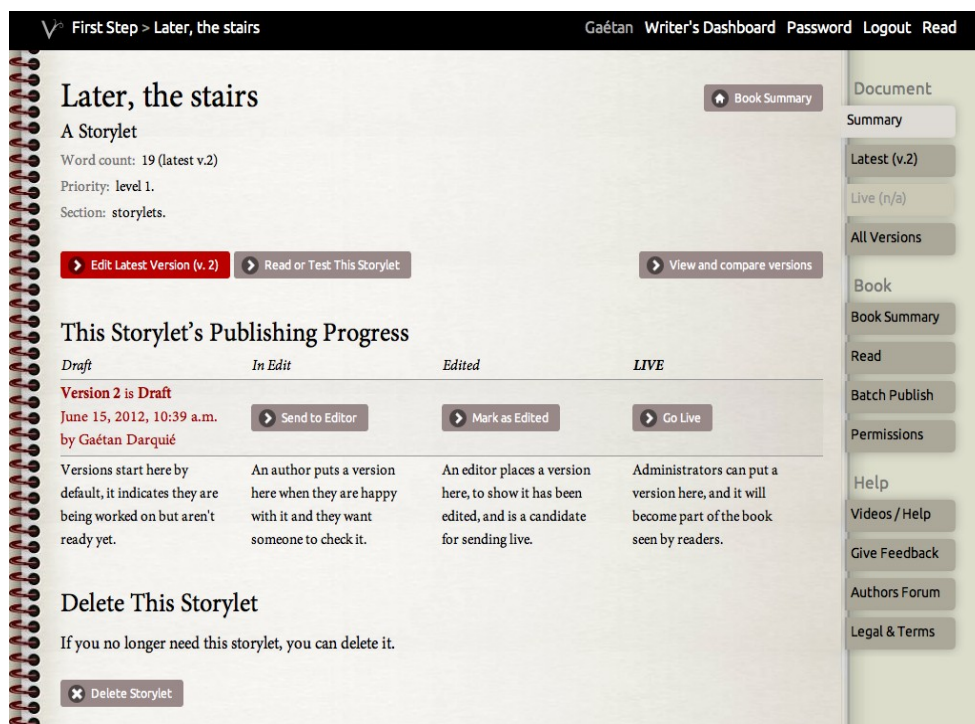 First Step > Later, the stairs
Gaétan Writer's Dashboard Password Logout Read
Later, the stairs
Book Summary
A Storylet
Word count: 19 (latest v.2)
Priority: level 1.
Section: storylets.
Edit Latest Version (v. 2)
Read or Test This Storylet
View and compare versions
This Storylet's Publishing Progress
Draft
In Edit
Edited
LIVE
Version 2 is Draft
June 15, 2012, 10:39 a.m.
by Gaétan Darquié
Send to Editor
Mark as Edited
Go Live
Versions start here by
default, it indicates they are
being worked on but aren't
ready yet.
An author puts a version
here when they are happy
with it and they want
someone to check it.
An editor places a version
here, to show it has been
edited, and is a candidate
for sending live.
Administrators can put a
version here, and it will
become part of the book
seen by readers.
Delete This Storylet
If you no longer need this storylet, you can delete it.
Delete Storylet
Document
Summary
Latest (v.2)
Live (n/a)
All Versions
Book
Book Summary
Read
Batch Publish
Permissions
Help
Videos / Help
Give Feedback
Authors Forum
Legal & Terms